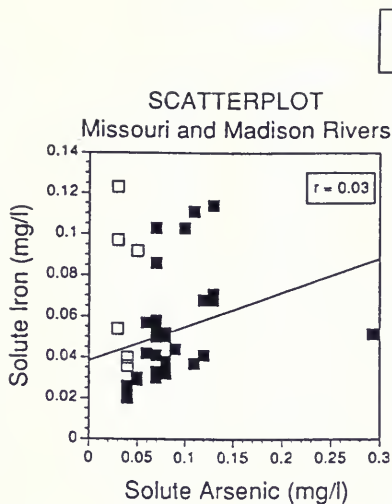 SCATTERPLOT
Missouri and Madison Rivers
0.14
0.12
0.1
0.08
0.06
0.04
0.02
0
r = 0.03
Solute Iron (mg/l)
0 0.05 0.1 0.15 0.2 0.25 0.3
Solute Arsenic (mg/l)